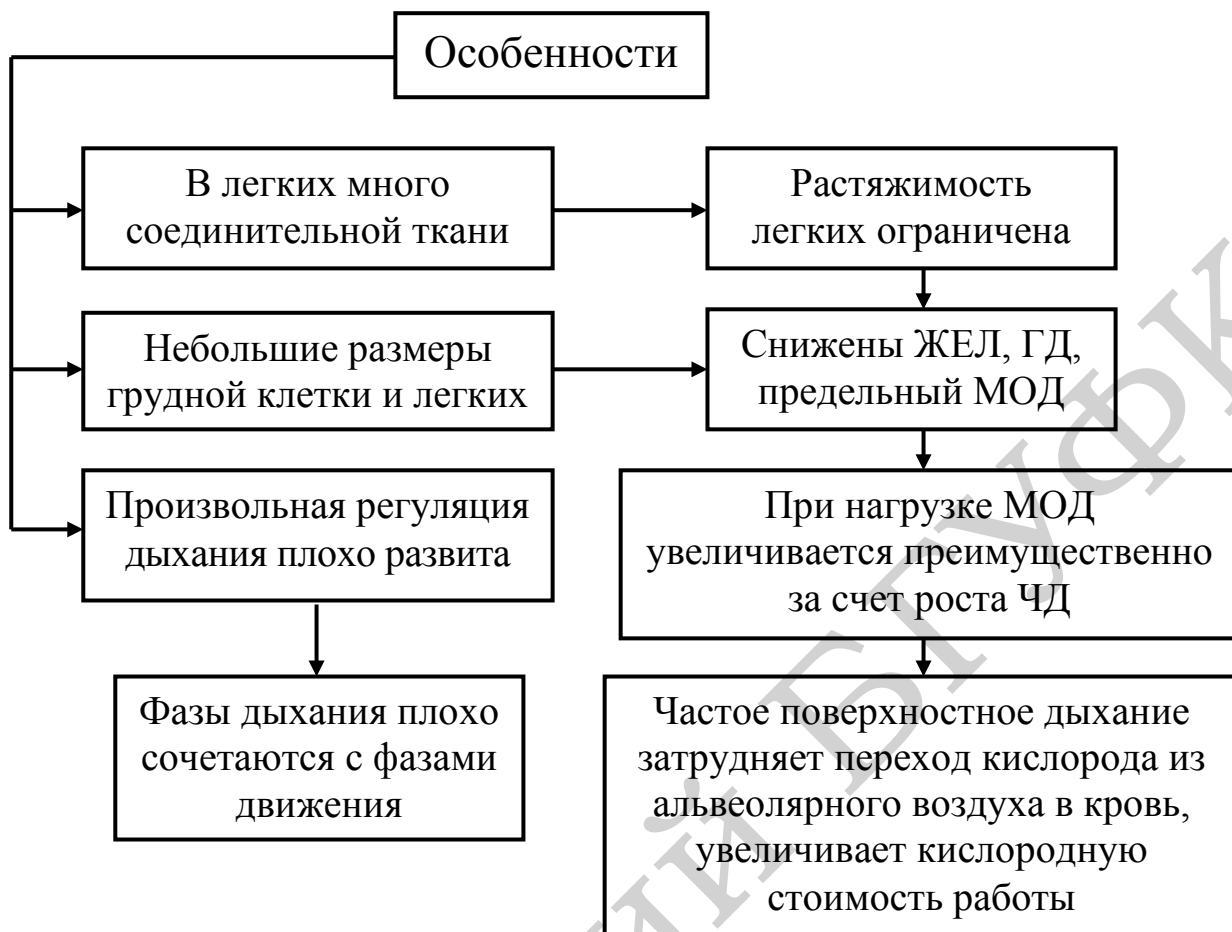 Особенности
В легких много
соединительной ткани
Растяжимость
легких ограничена
Небольшие размеры
грудной клетки и легких
Снижены ЖЕЛ, ГД,
предельный МОД
Произвольная регуляция
дыхания плохо развита
При нагрузке МОД
увеличивается преимущественно
за счет роста ЧД
Фазы дыхания плохо
сочетаются с фазами
движения
Частое поверхностное дыхание
затрудняет переход кислорода из
альвеолярного воздуха в кровь,
увеличивает кислородную
стоимость работы
ий БГУФК